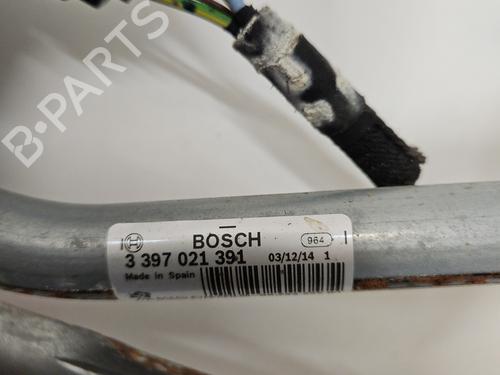 B-PARTS
BOSCH
964
3 397 021 391
03/12/14 1
Made in Spain